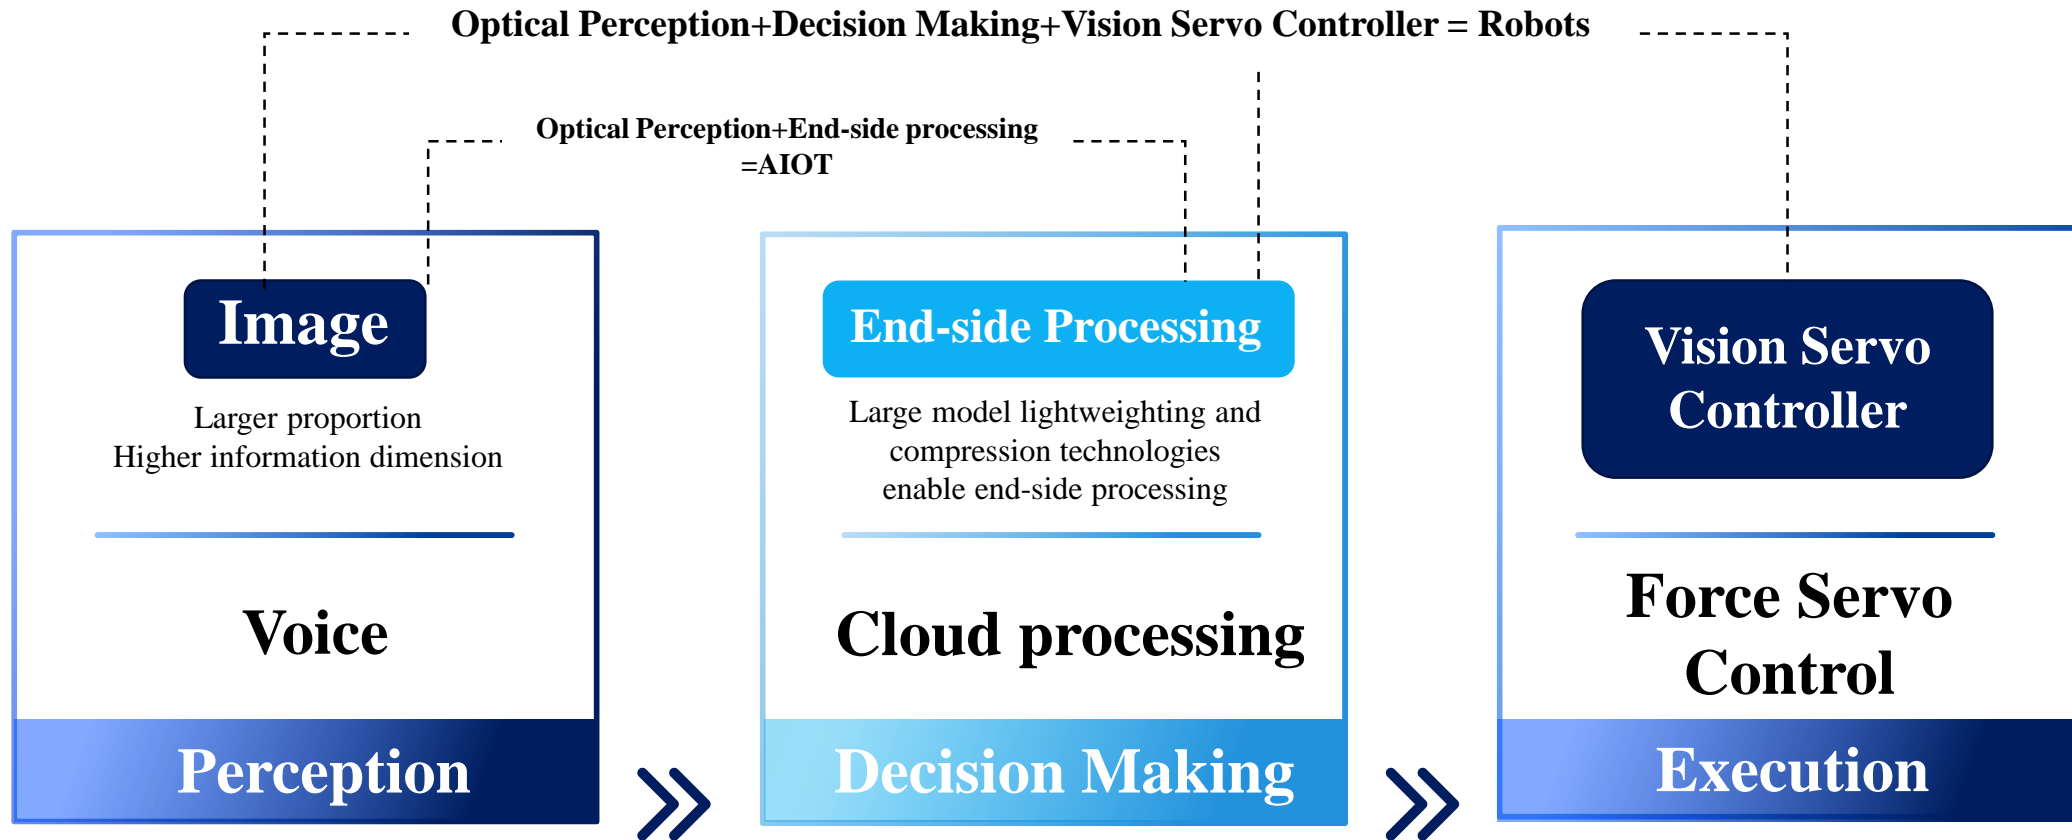 Optical Perception+Decision Making+Vision Servo Controller = Robots
Optical Perception+End-side processing
=AIOT
Image
Larger proportion
Higher information dimension
Voice
Perception
End-side Processing
Large model lightweighting and
compression technologies
enable end-side processing
Cloud processing
Decision Making
Vision Servo
Controller
Force Servo
Control
Execution